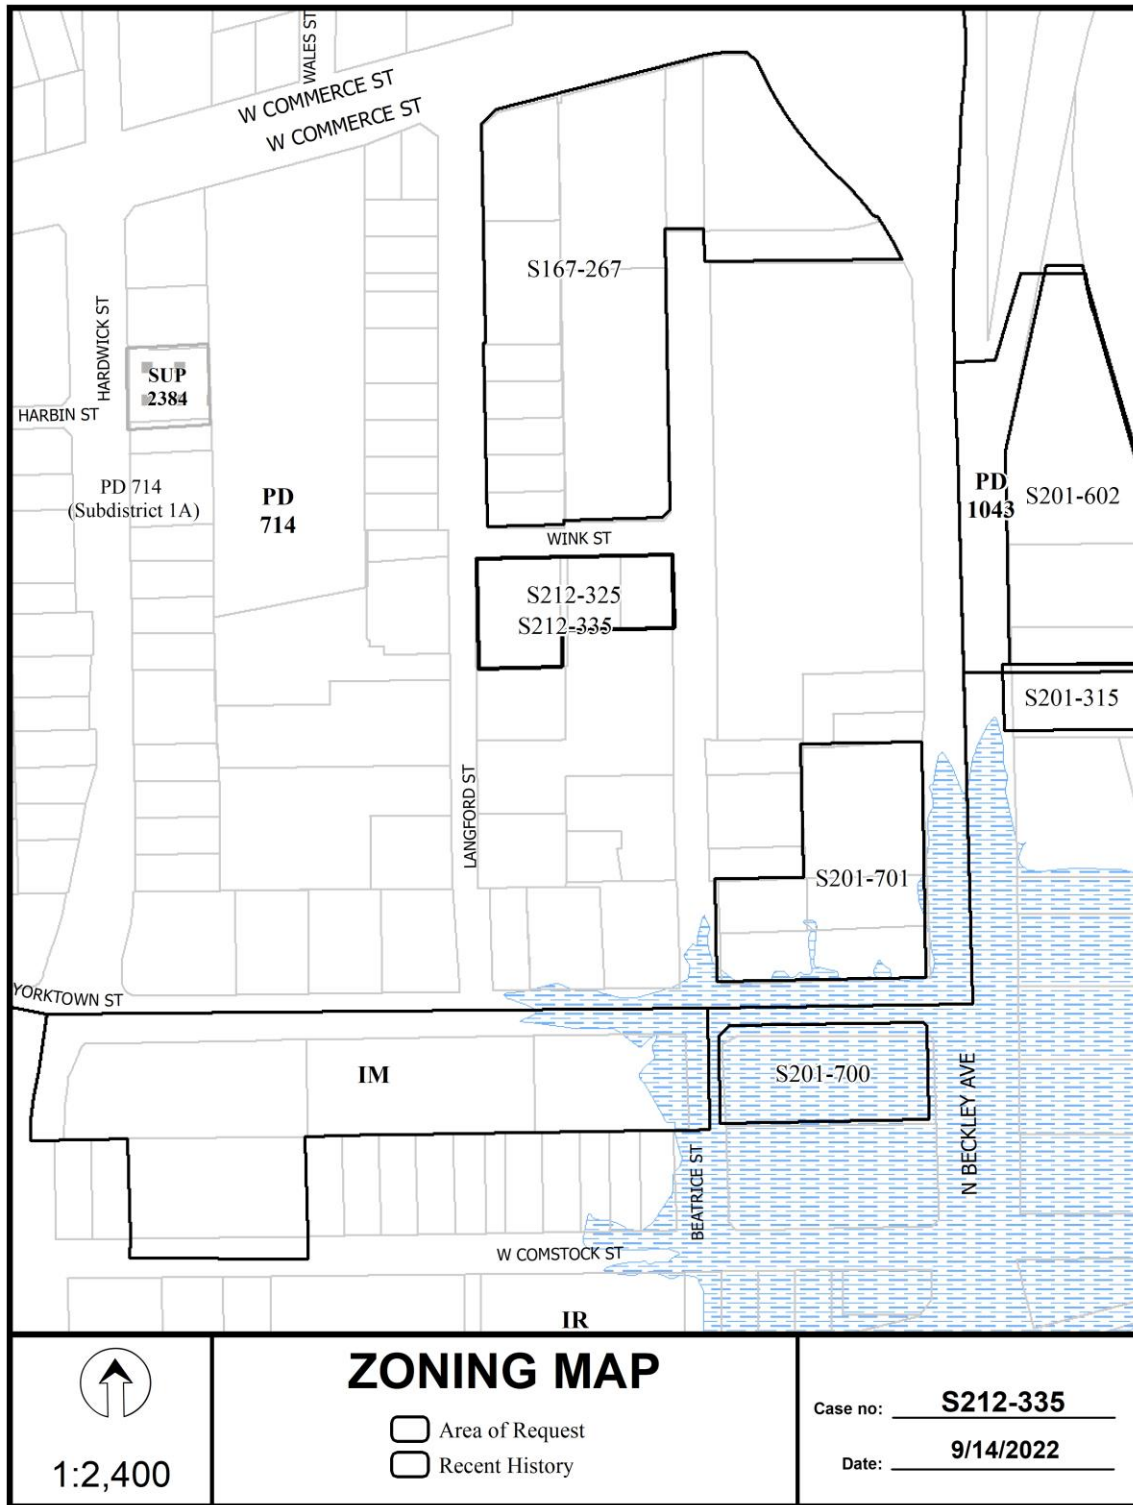 WALES ST
W COMMERCE ST
W COMMERCE ST
S167-267
HARDWICK ST
SUP
2384
HARBIN ST
PD 714
(Subdistrict 1A)
PD
714
PD
1043
S201-602
WINK ST
S212-325
S212-335
S201-315
LANGFORD ST
S201-701
YORKTOWN ST
IM
S201-700
N BECKLEY AVE
BEATRICE ST
W COMSTOCK ST
IR
1:2,400
ZONING MAP
Area of Request
Recent History
Case no: S212-335
Date: 9/14/2022